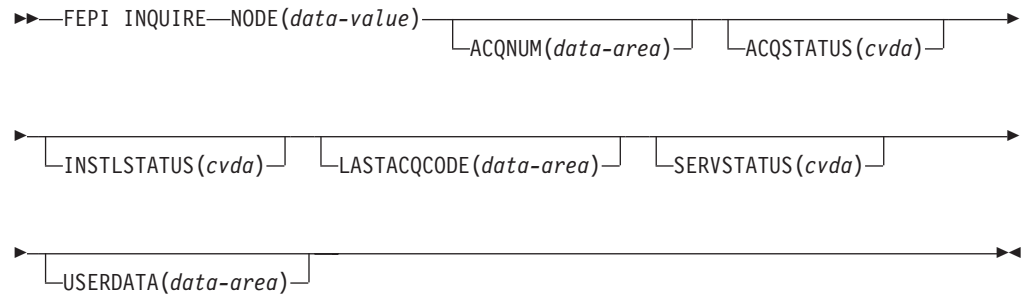 FEPI INQUIRE NODE(data-value)
ACQNUM(data-area) ACQSTATUS(cvda)
INSTLSTATUS(cvda) LASTACQCODE(data-area) SERVSTATUS(cvda)
USERDATA(data-area)